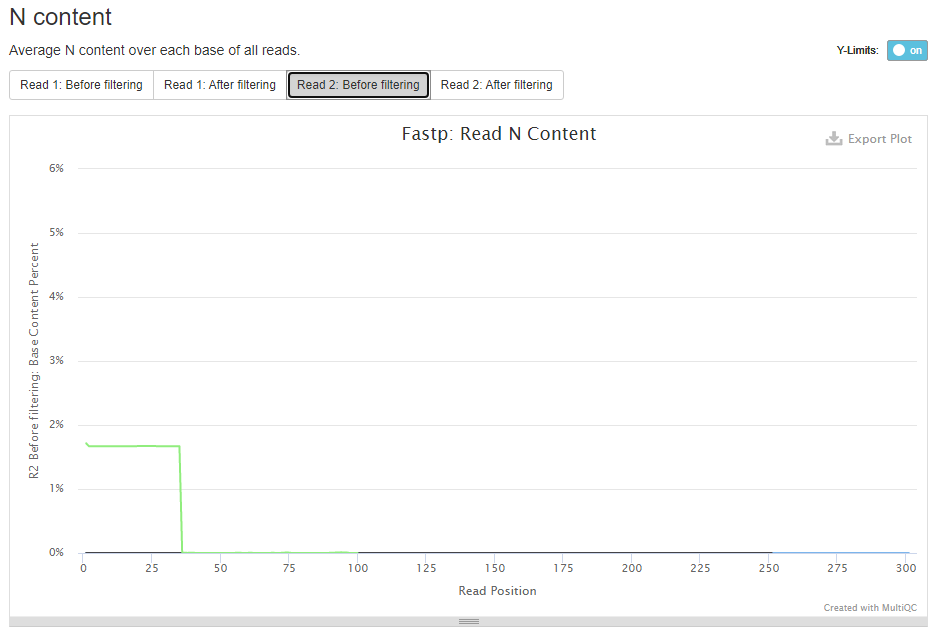 N content
Average N content over each base of all reads.
Y-Limits: on
Read 1: Before filtering Read 1: After filtering Read 2: Before filtering Read 2: After filtering
Fastp: Read N Content
Export Plot
R2 Before filtering: Base Content Percent
6%
5%
4%
3%
2%
1%
0%
0 25 50 75 100 125 150 175 200 225 250 275 300
Read Position
Created with MultiQC